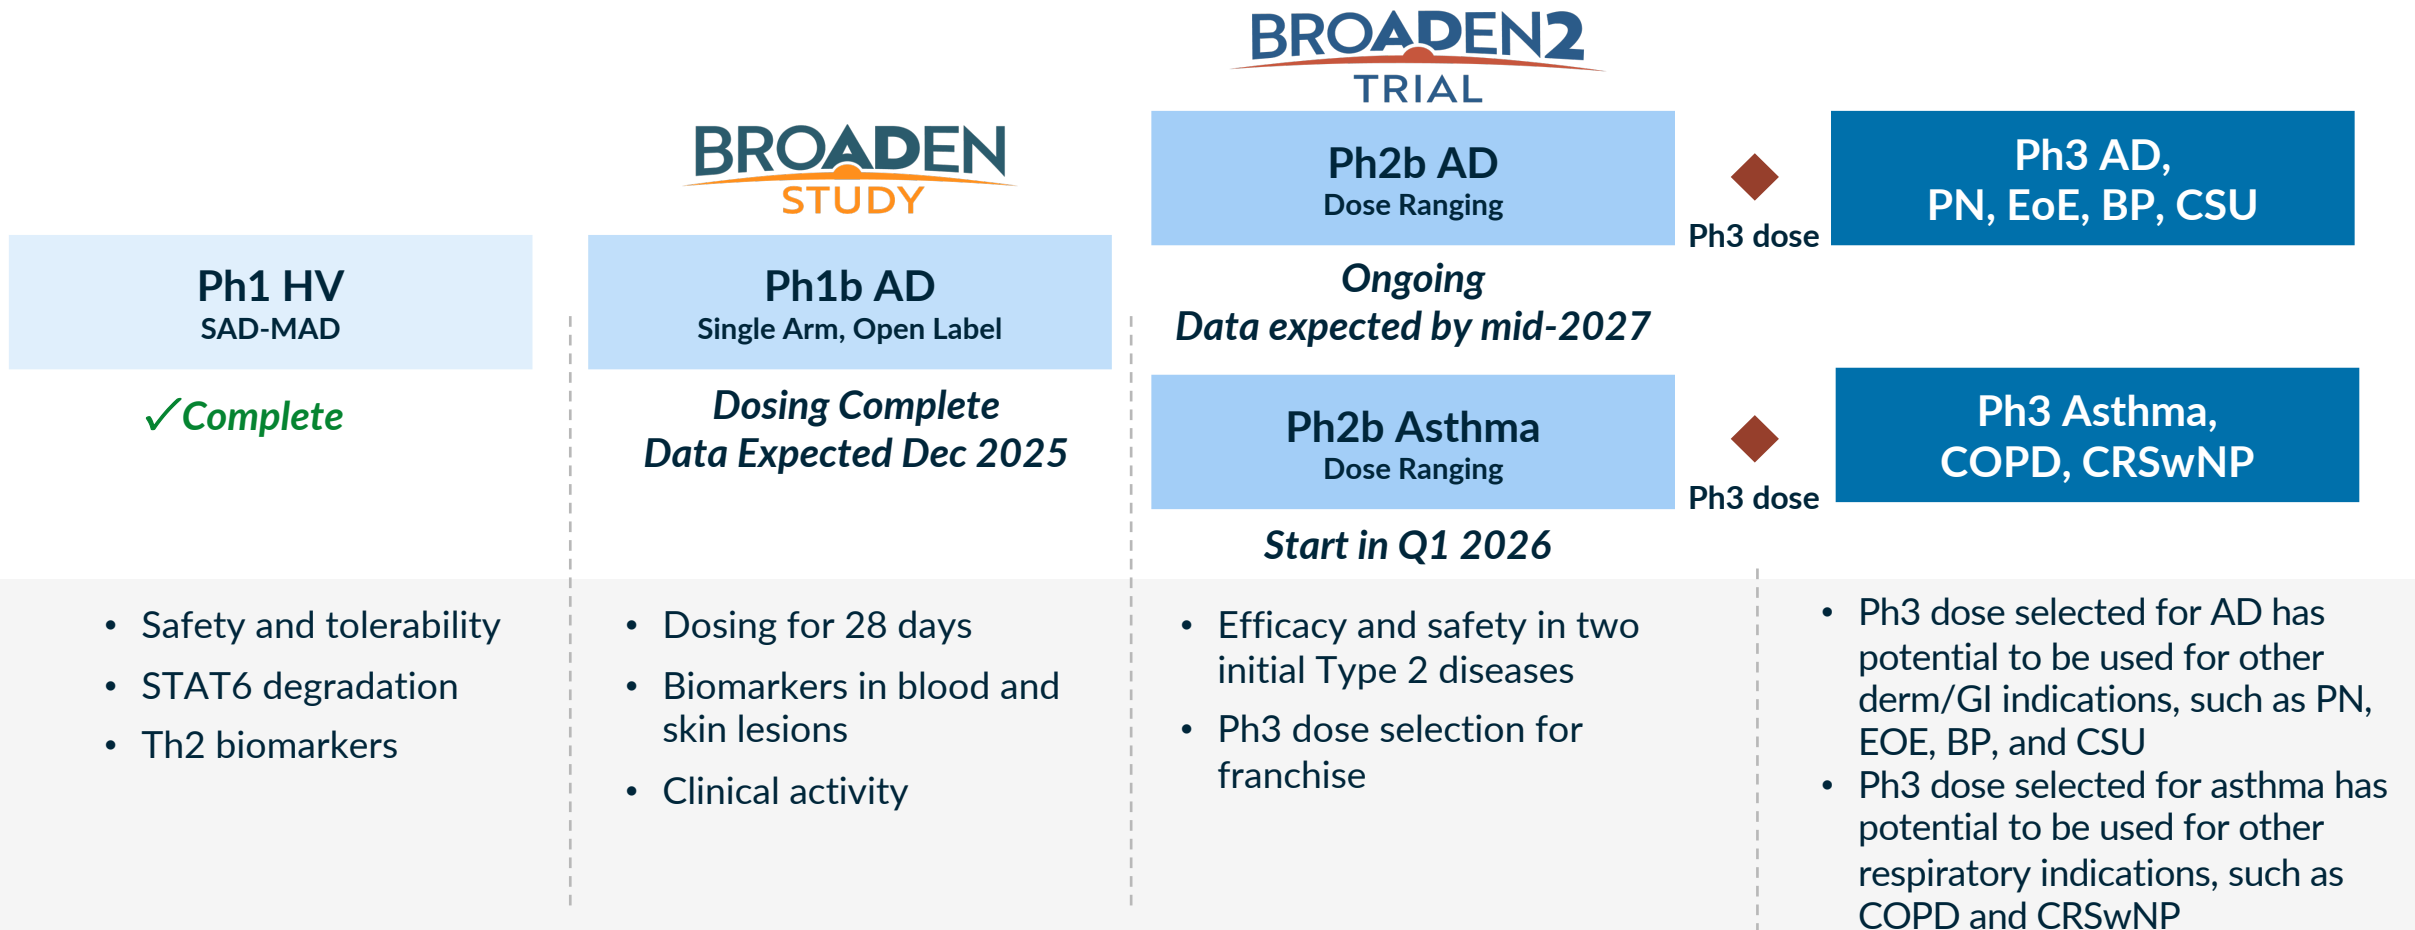 BROADEN2
TRIAL
BROADEN
STUDY
Ph1 HV
SAD-MAD
✓Complete
Ph1b AD
Single Arm, Open Label
Dosing Complete
Data Expected Dec 2025
Ph2b AD
Dose Ranging
Ongoing
Data expected by mid-2027
Ph2b Asthma
Dose Ranging
Start in Q1 2026
Ph3 dose
Ph3 dose
Ph3 AD,
PN, EoE, BP, CSU
Ph3 Asthma,
COPD, CRSwNP
• Safety and tolerability
• STAT6 degradation
• Th2 biomarkers
• Dosing for 28 days
• Biomarkers in blood and
skin lesions
• Clinical activity
• Efficacy and safety in two
initial Type 2 diseases
• Ph3 dose selection for
franchise
• Ph3 dose selected for AD has
potential to be used for other
derm/GI indications, such as PN,
EOE, BP, and CSU
• Ph3 dose selected for asthma has
potential to be used for other
respiratory indications, such as
COPD and CRSwNP